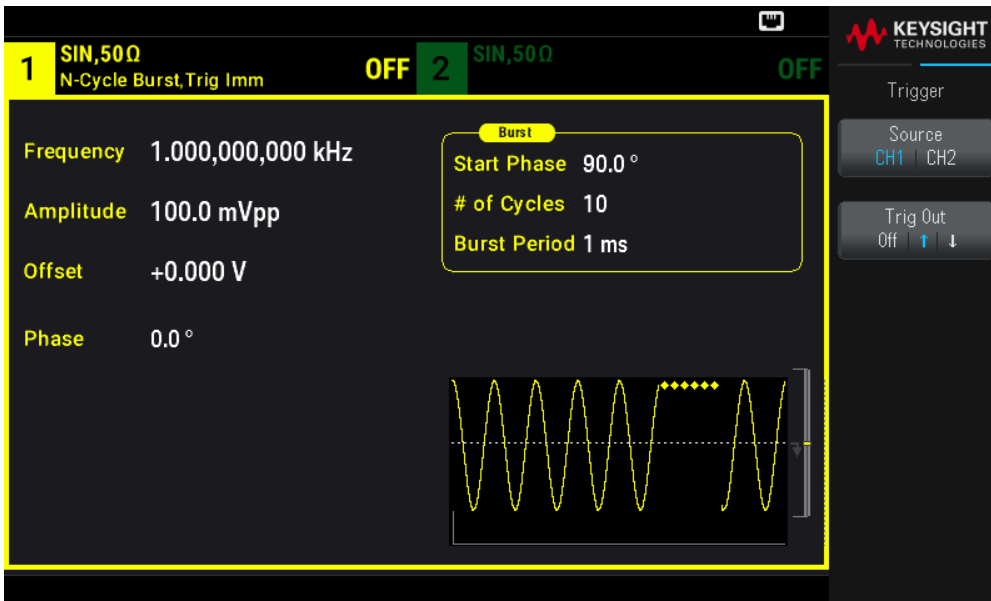 KEYSIGHT
TECHNOLOGIES
1 SIN,50Ω
N-Cycle Burst,Trig Imm OFF
2 SIN,50Ω OFF
Trigger
Frequency 1.000,000,000 kHz
Amplitude 100.0 mVpp
Offset +0.000 V
Phase 0.0 °
Burst
Start Phase 90.0 °
# of Cycles 10
Burst Period 1 ms
Source
CH1 | CH2
Trig Out
Off | ↑ | ↓